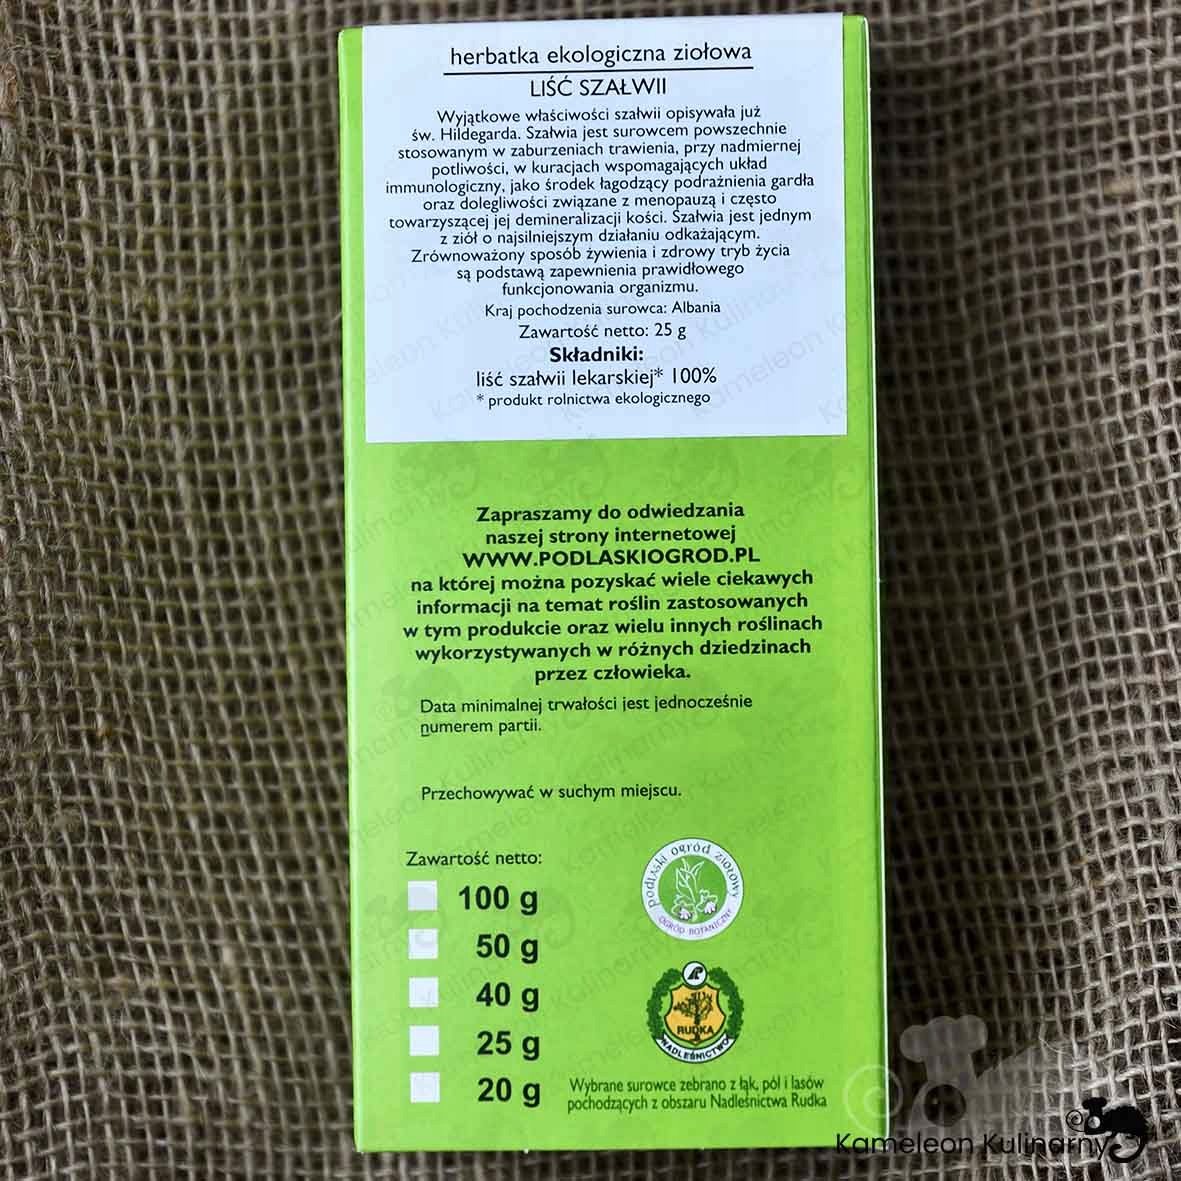 herbatka ekologiczna ziołowa
LIŚĆ SZAŁWII
Wyjątkowe właściwości szałwii opisywała już
św. Hildegarda. Szałwia jest surowcem powszechnie
stosowanym w zaburzeniach trawienia, przy nadmiernej
potliwości, w kuracjach wspomagających układ
immunologiczny, jako środek łagodzący podrażnienia gardła
oraz dolegliwości związane z menopauzą i często
towarzyszącej jej demineralizacji kości. Szałwia jest jednym
z ziół o najsilniejszym działaniu odkażającym.
Zrównoważony sposób żywienia i zdrowy tryb życia
są podstawą zapewnienia prawidłowego
funkcjonowania organizmu.
Kraj pochodzenia surowca: Albania
Zawartość netto: 25 g
Składniki:
liść szałwii lekarskiej* 100%
* produkt rolnictwa ekologicznego
Zapraszamy do odwiedzania
naszej strony internetowej
WWW.PODLASKIOGROD.PL
na której można pozyskać wiele ciekawych
informacji na temat roślin zastosowanych
w tym produkcie oraz wielu innych roślinach
wykorzystywanych w różnych dziedzinach
przez człowieka.
Data minimalnej trwałości jest jednocześnie
numerem partii.
Przechowywać w suchym miejscu.
Zawartość netto:
100 g
50 g
40 g
25 g
20 g
Podlaski ogród ziołowy
OGRÓD BOTANICZNY
RUDKA
NADLEŚNICTWO
Wybrane surowce zebrano z łąk, pól i lasów
pochodzących z obszaru Nadleśnictwa Rudka
Kameleon Kulinarny